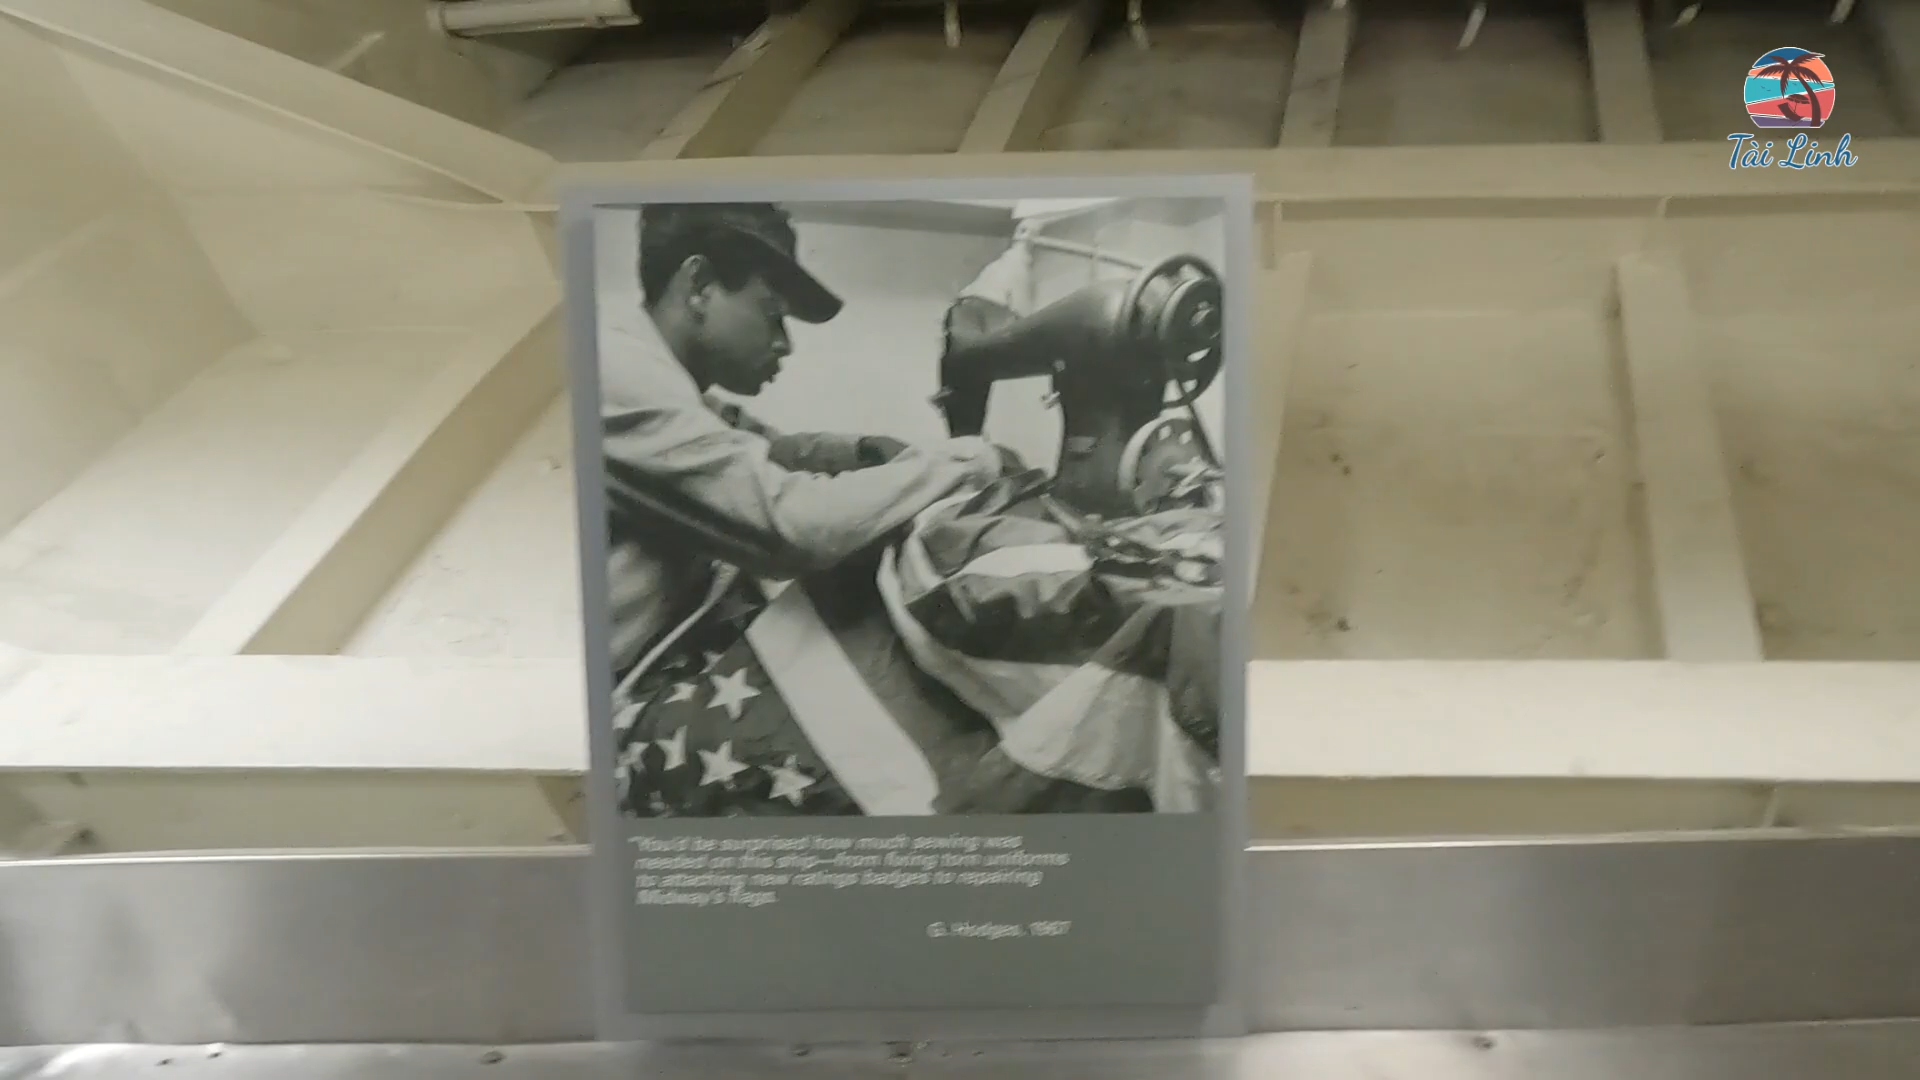 Tài Linh
"You'd be surprised how much sewing was
needed on this ship—from fixing torn uniforms
to attaching new ratings badges to repairing
Midway's flags.
G. Hodges, 1967